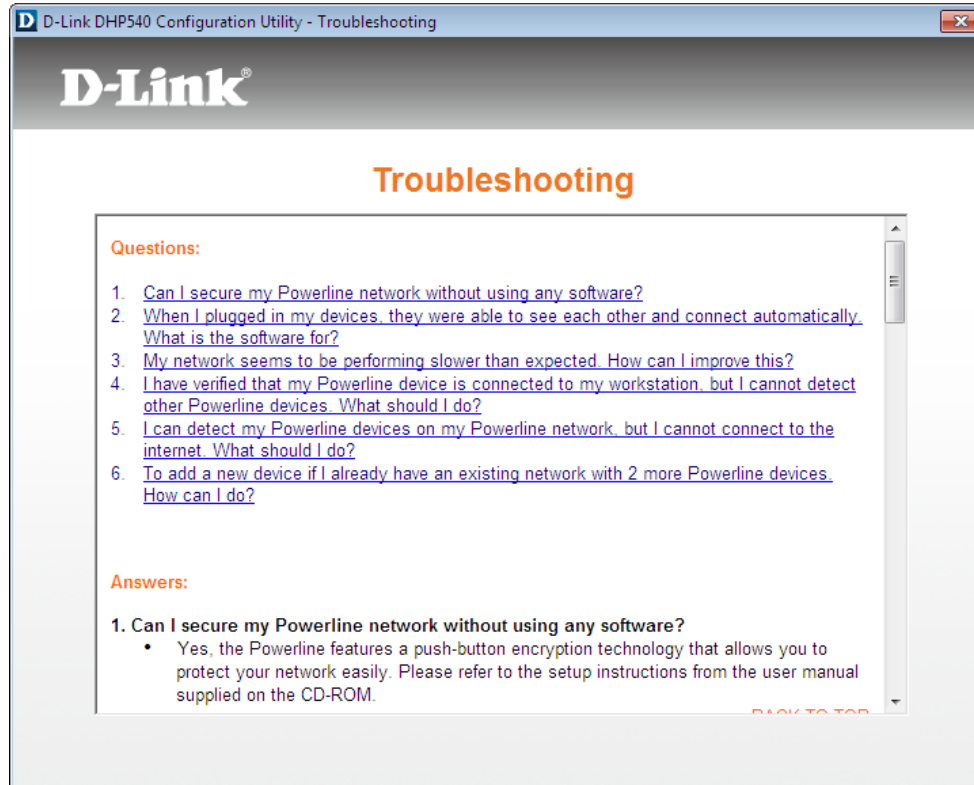 D-Link DHP540 Configuration Utility - Troubleshooting
D-Link®
Troubleshooting
Questions:
1. Can I secure my Powerline network without using any software?
2. When I plugged in my devices, they were able to see each other and connect automatically.
What is the software for?
3. My network seems to be performing slower than expected. How can I improve this?
4. I have verified that my Powerline device is connected to my workstation, but I cannot detect
other Powerline devices. What should I do?
5. I can detect my Powerline devices on my Powerline network, but I cannot connect to the
internet. What should I do?
6. To add a new device if I already have an existing network with 2 more Powerline devices.
How can I do?
Answers:
1. Can I secure my Powerline network without using any software?
• Yes, the Powerline features a push-button encryption technology that allows you to
protect your network easily. Please refer to the setup instructions from the user manual
supplied on the CD-ROM.
BACK TO TOP